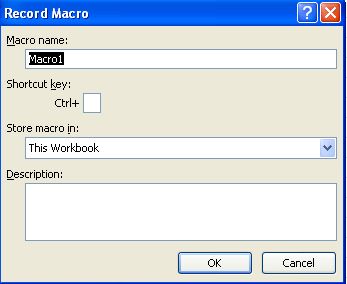 Record Macro
Macro name:
Macro1
Shortcut key:
Ctrl+
Store macro in:
This Workbook
Description:
OK Cancel